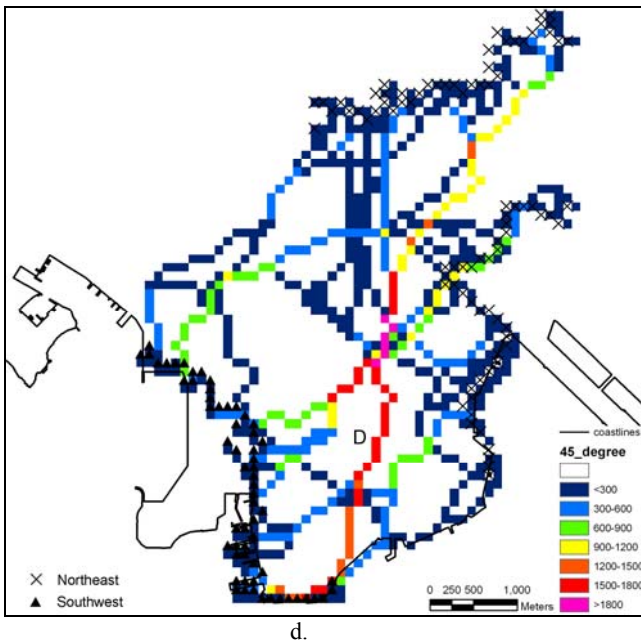 D
Northeast
Southwest
coastlines
45_degree
<300
300-600
600-900
900-1200
1200-1500
1500-1800
>1800
0 250 500 1,000
Meters
d.